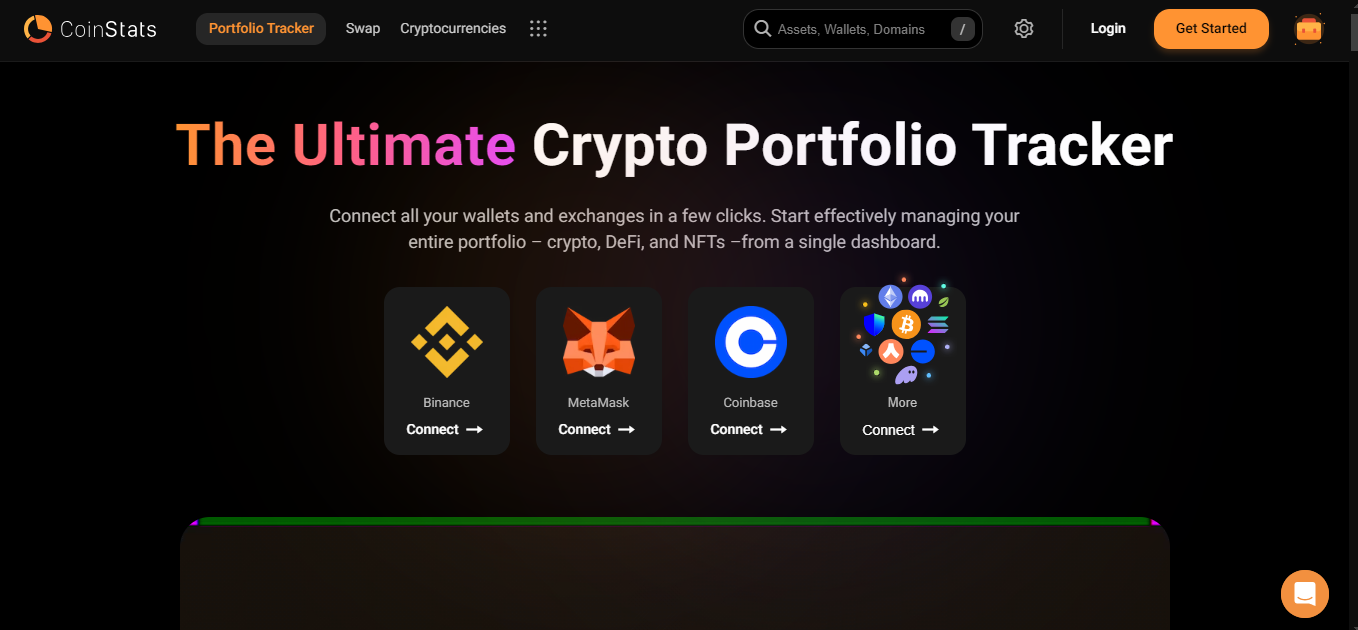 CoinStats
Portfolio Tracker
Swap
Cryptocurrencies
Assets, Wallets, Domains
/
Login
Get Started
The Ultimate Crypto Portfolio Tracker
Connect all your wallets and exchanges in a few clicks. Start effectively managing your
entire portfolio – crypto, DeFi, and NFTs –from a single dashboard.
Binance
Connect
MetaMask
Connect
Coinbase
Connect
More
Connect